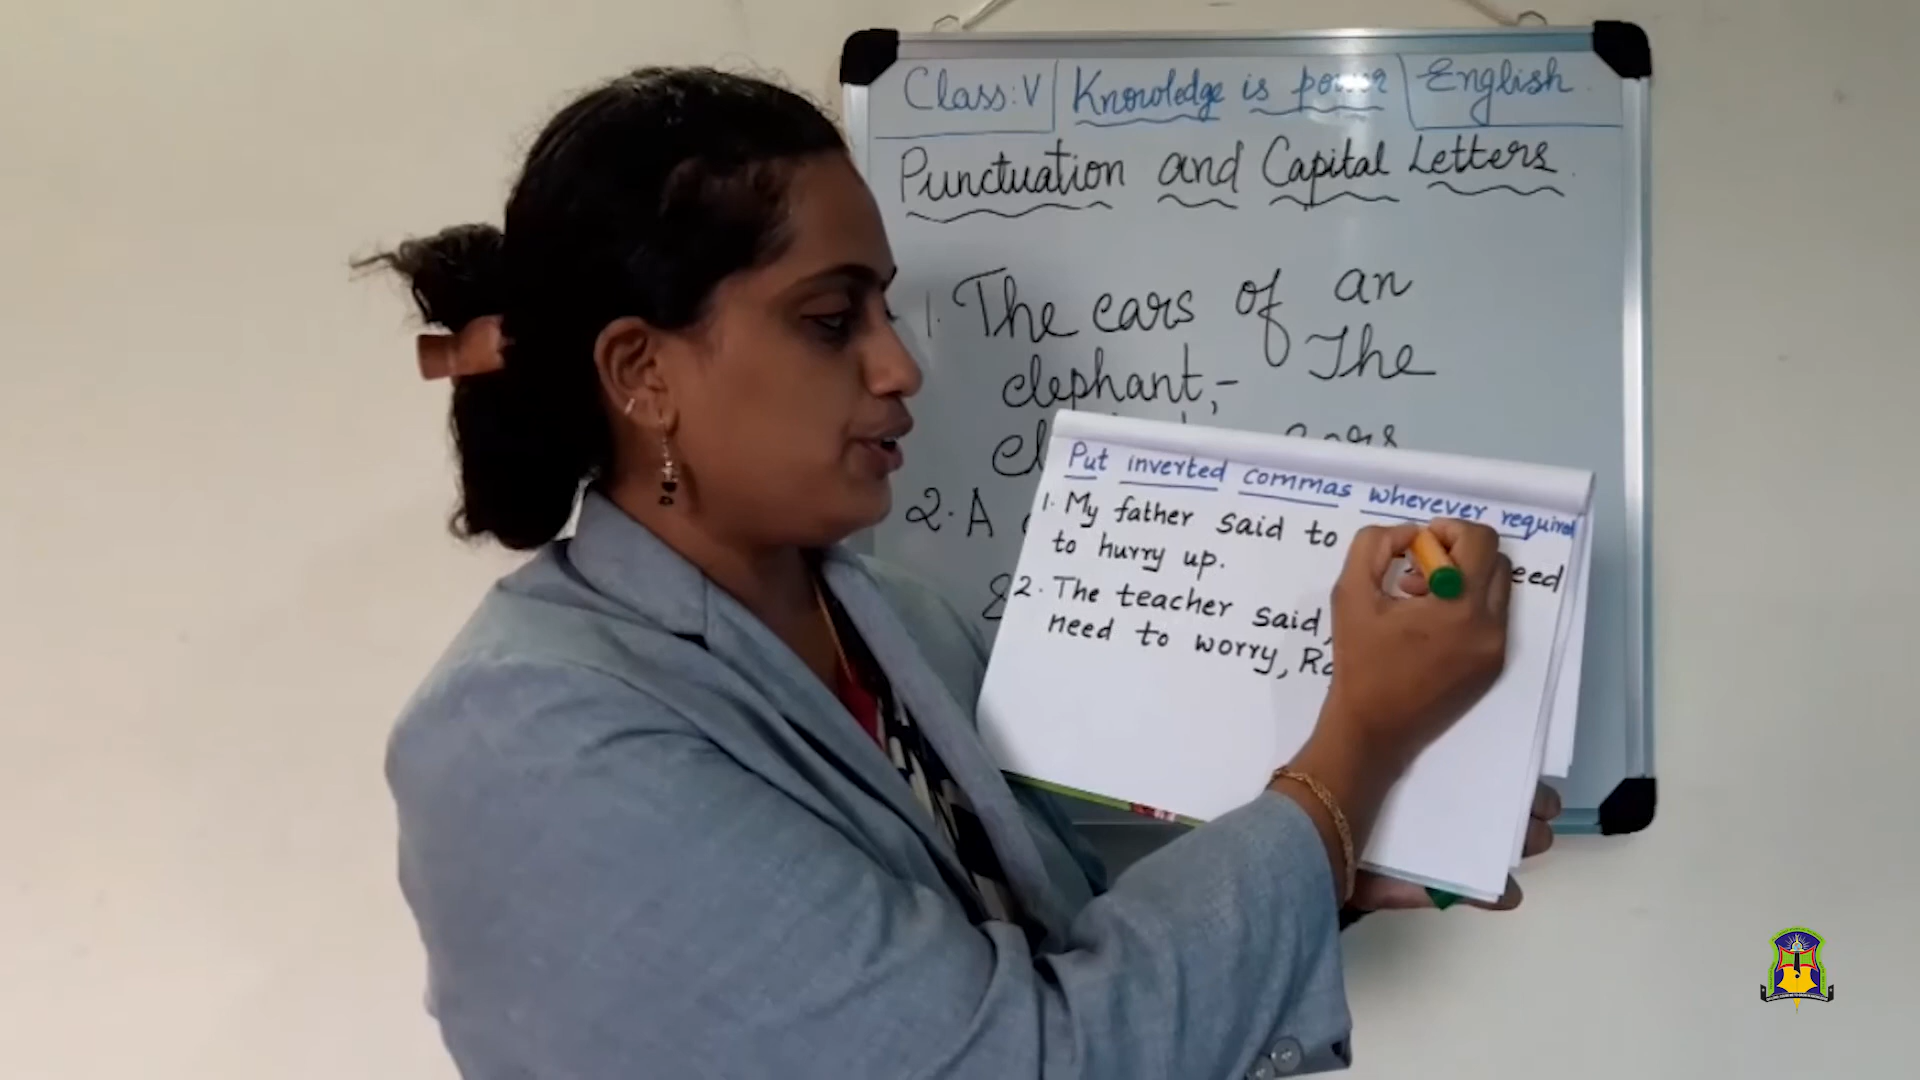 Class: V Knowledge is power English
Punctuation and Capital Letters.
1. The ears of an
elephant,- The
ears
2. A
Put inverted commas wherever required
1. My father said to
to hurry up.
2. The teacher said,
need to worry,